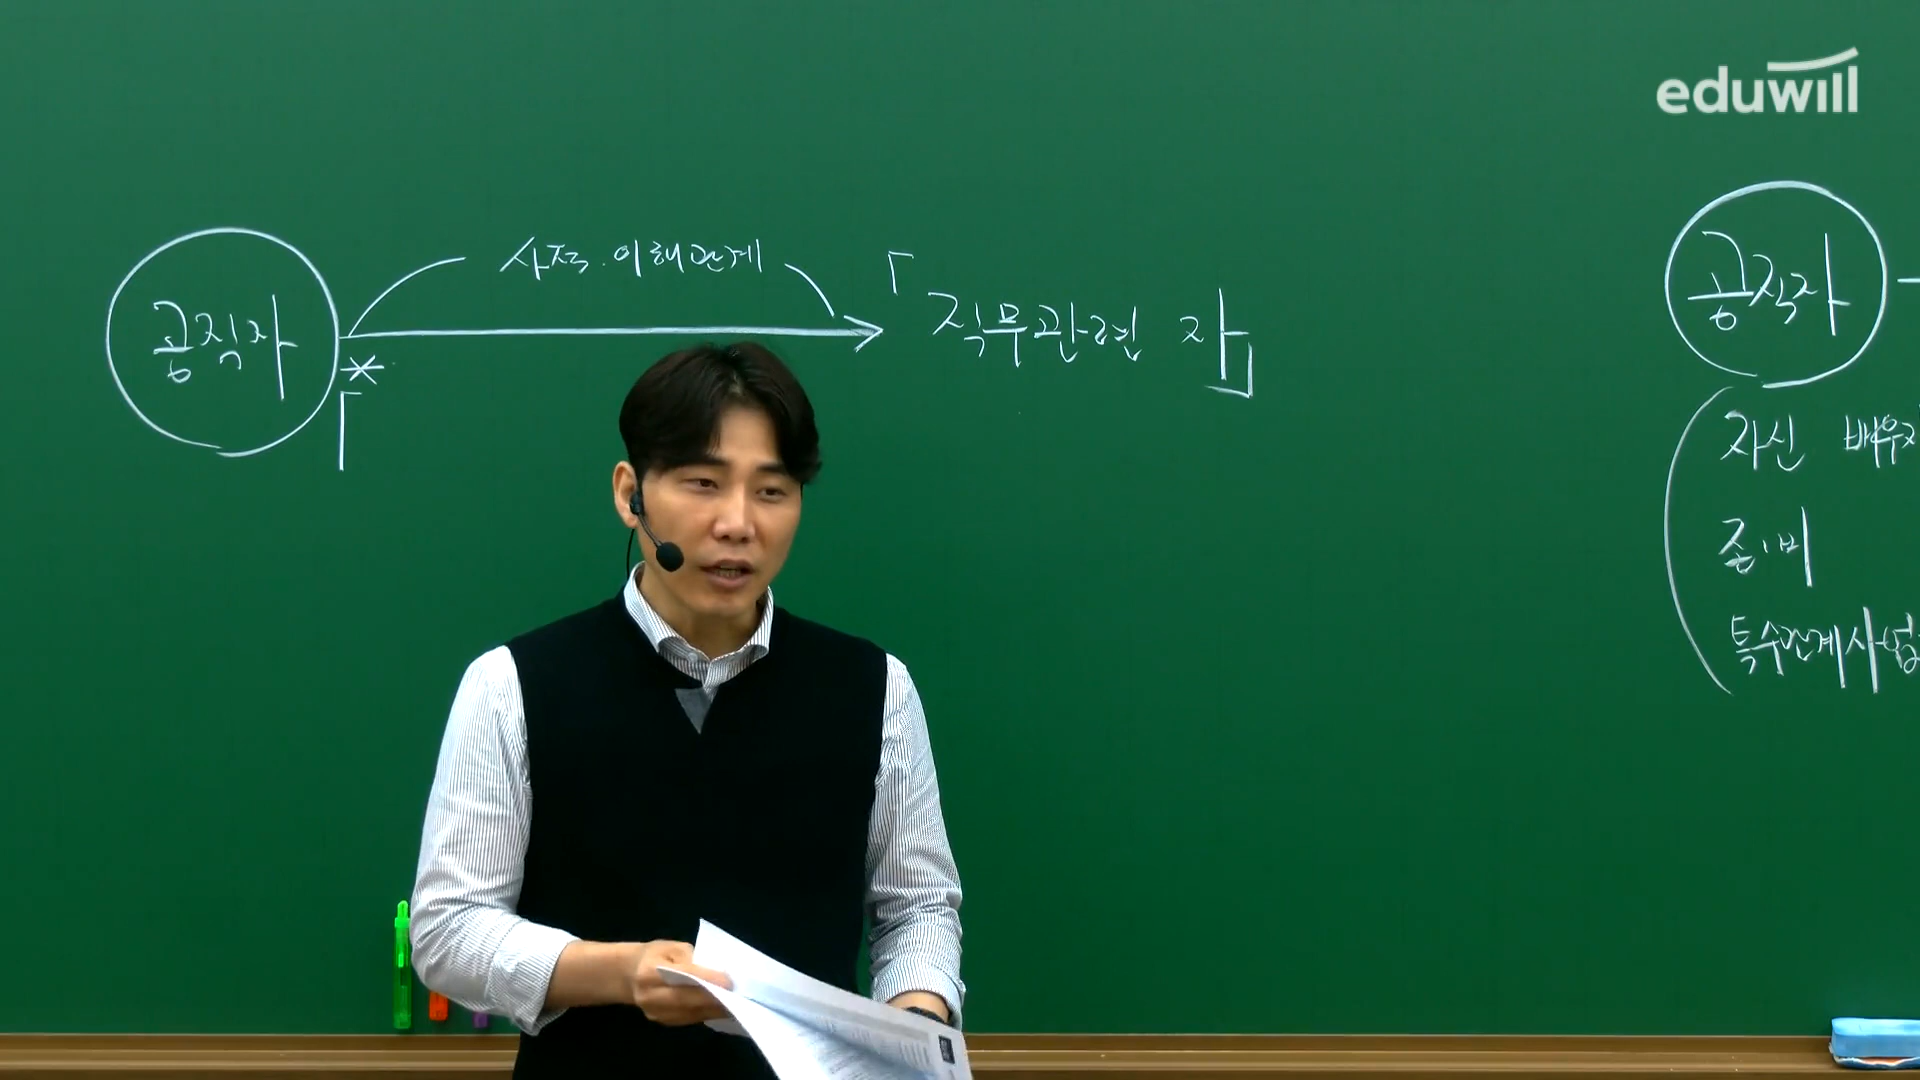 eduwill
사적 이해관계
공직자
「직무관련 자」
*
「
공직자
자신 배우자
존·비
특수관계사업